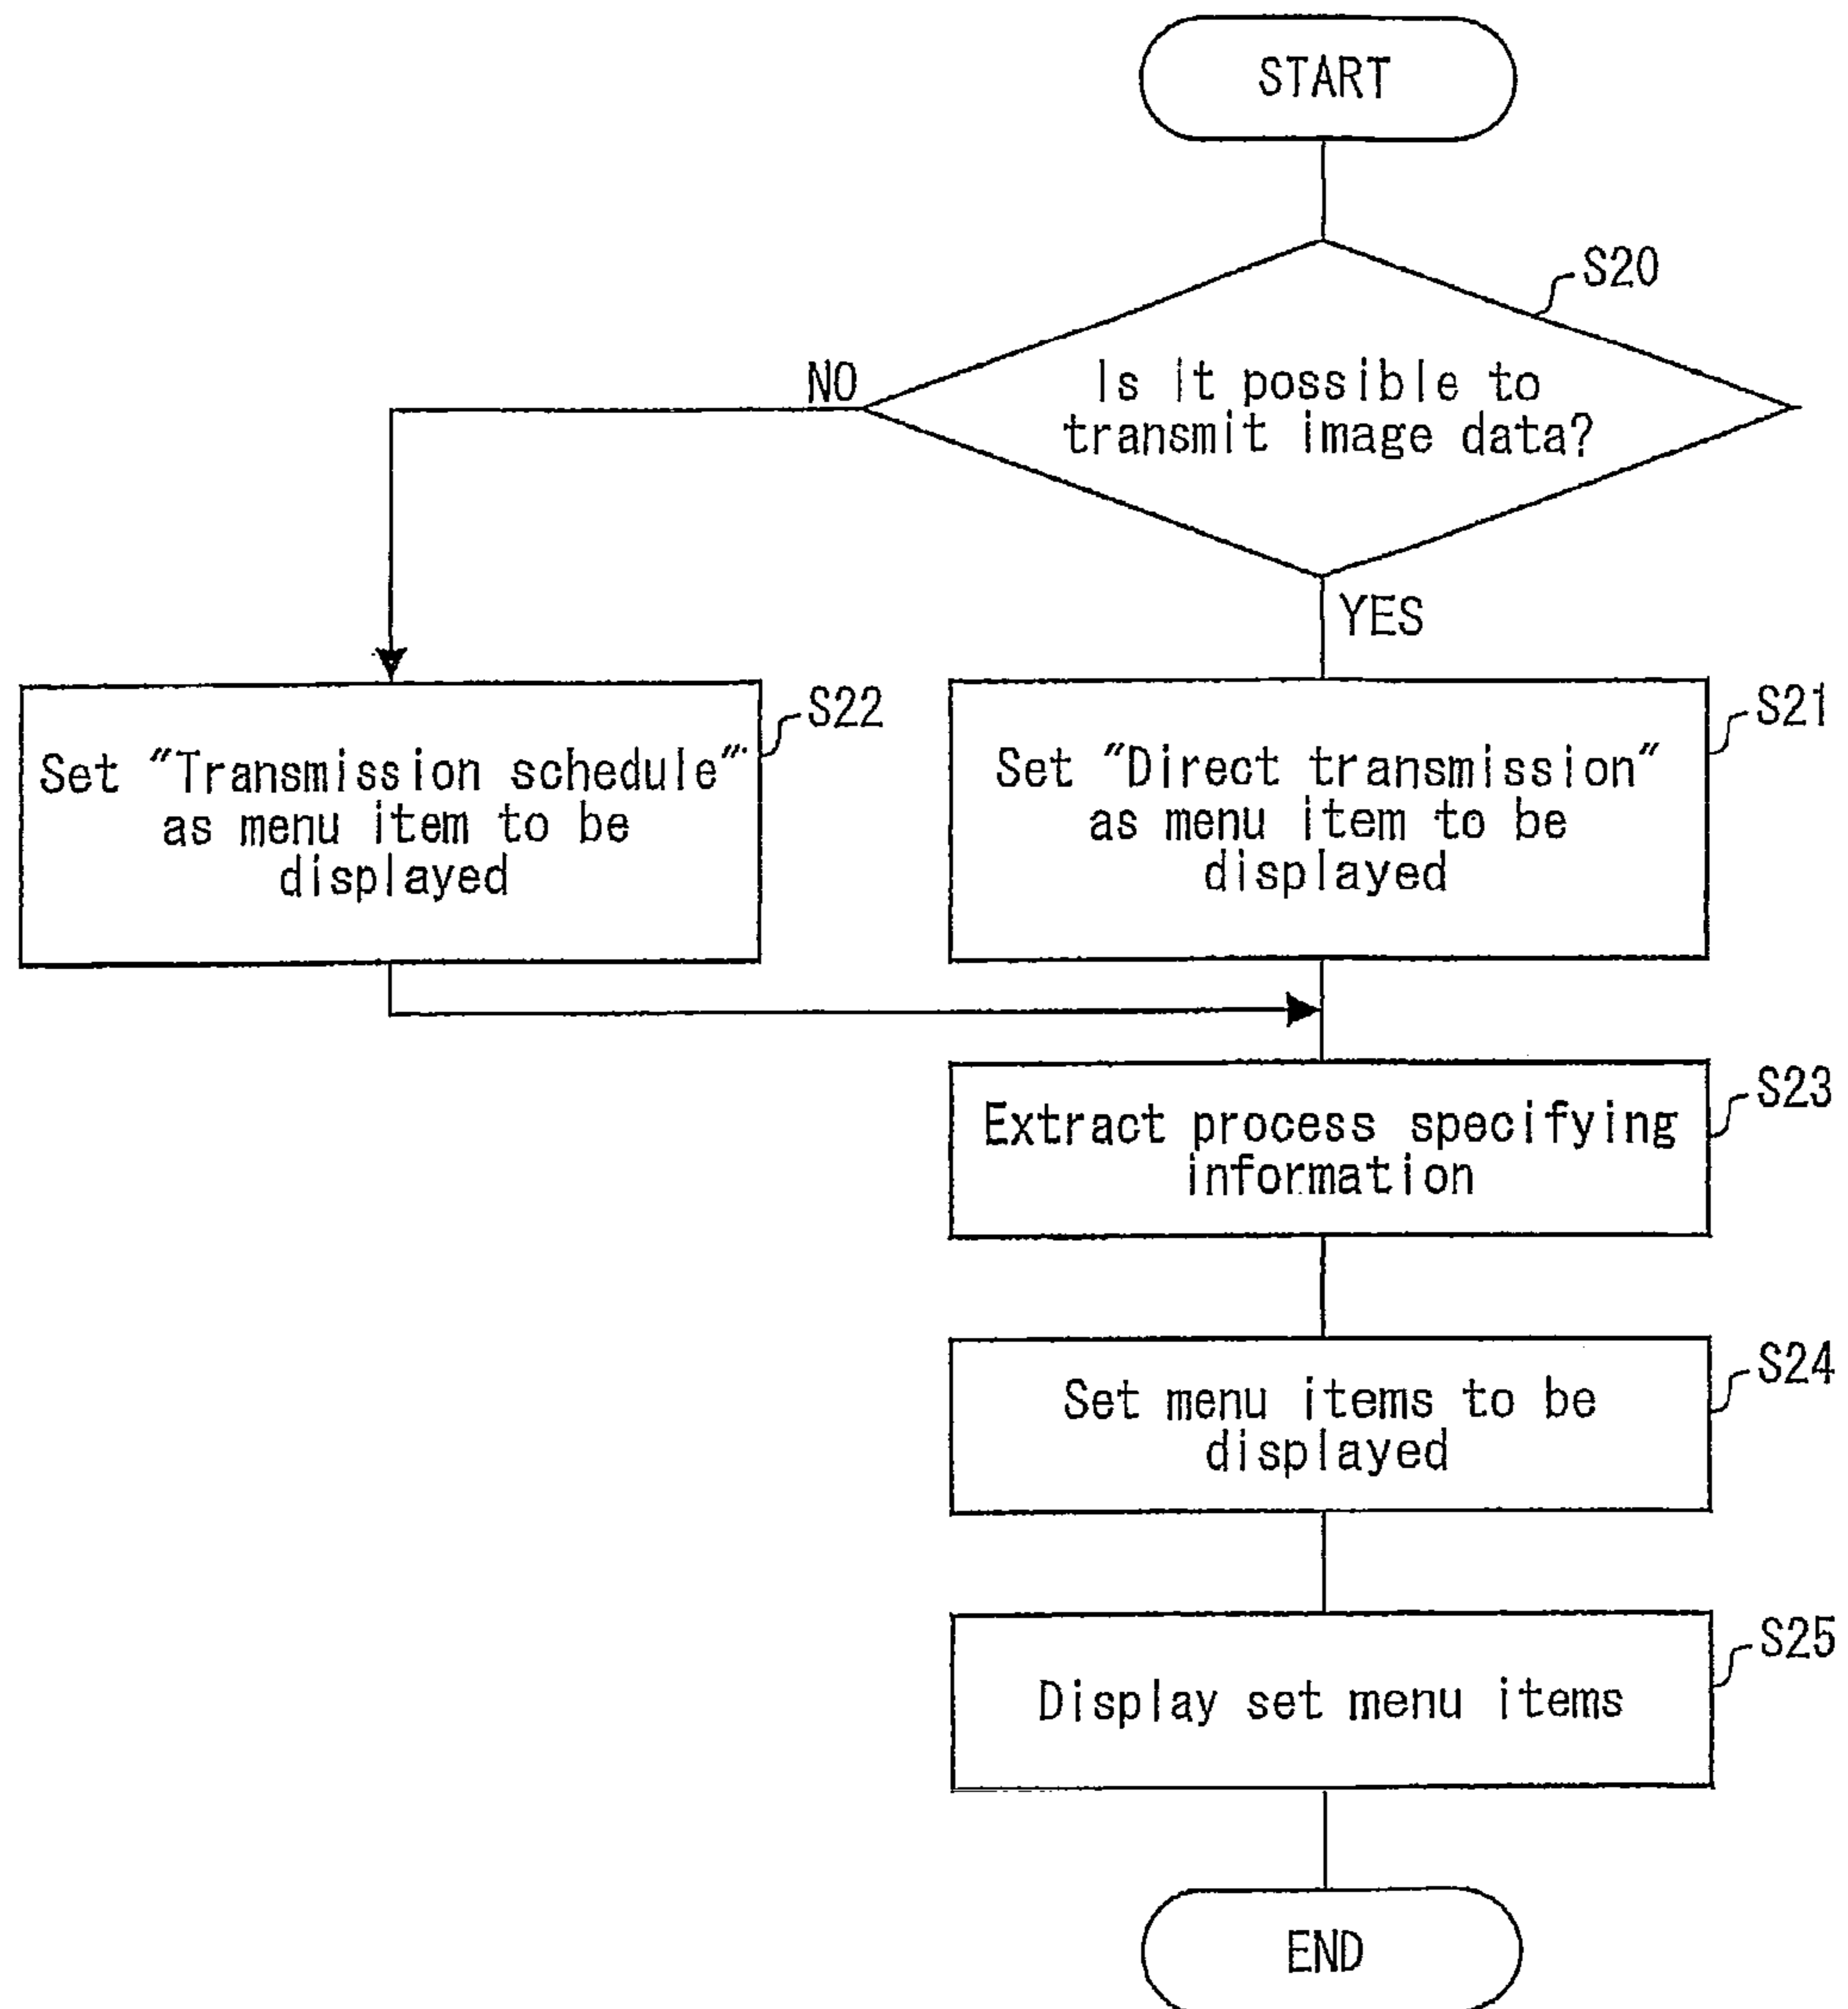 START
S20
Is it possible to
transmit image data?
NO
YES
S22
Set "Transmission schedule"
as menu item to be
displayed
S21
Set "Direct transmission"
as menu item to be
displayed
S23
Extract process specifying
information
S24
Set menu items to be
displayed
S25
Display set menu items
END